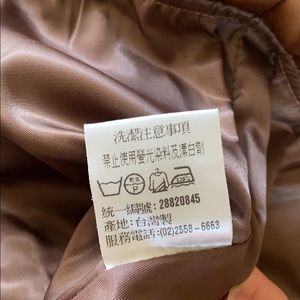 洗潔注意事項
禁止使用螢光染料及漂白劑
統一編號: 28820845
產地:台灣製
服務電話:(02)2558-6663